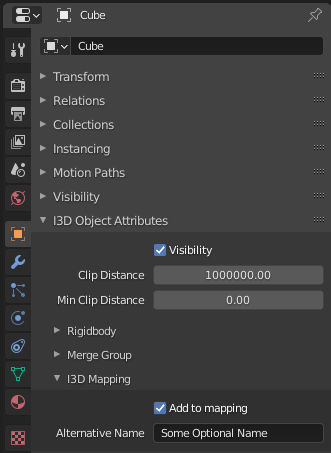 Cube
Cube
Transform
Relations
Collections
Instancing
Motion Paths
Visibility
I3D Object Attributes
Visibility
Clip Distance 1000000.00
Min Clip Distance 0.00
Rigidbody
Merge Group
I3D Mapping
Add to mapping
Alternative Name Some Optional Name